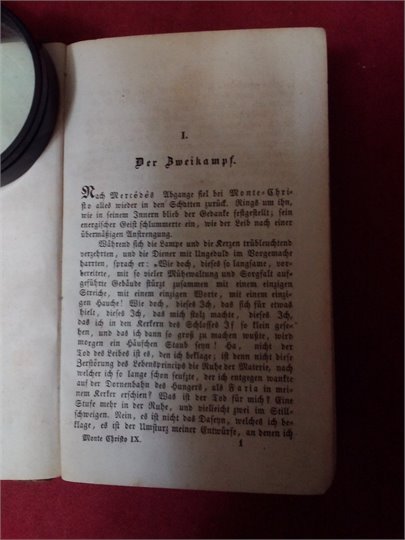 I.
Der Zweikampf.
Nach Mercédès Abgange fiel bei Monte-Chri-
sto alles wieder in den Schatten zurück. Rings um ihn,
wie in seinem Innern blieb der Gedanke festgestellt; sein
energischer Geist schlummerte ein, wie der Leid nach einer
übermäßigen Anstrengung.
Während sich die Lampe und die Kerzen trübleuchtend
verzehrten, und die Diener mit Ungeduld im Vorgemache
harrten, sprach er: „Wie doch, dieses so langsame, vor-
bereitete, mit so vieler Mühewaltung und Sorgfalt auf-
geführte Gebäude stürzt zusammen mit einem einzigen
Streiche, mit einem einzigen Worte, mit einem einzi-
gen Hauche! Wie doch, dieses Ich, das sich für etwas
hielt, dieses Ich, das mich stolz machte, dieses Ich,
das ich in den Kerkern des Schlosses If so klein gese-
hen, und das ich dann so groß zu machen wußte, wird
morgen ein Häufchen Staub seyn! Ha, nicht der
Tod des Leibes ist es, den ich beklage; ist denn nicht diese
Zerstörung des Lebensprincips die Ruhe der Materie, nach
welcher ich so lange schon seufzte, der ich entgegen wankte
auf der Dornenbahn des Hungers, als Faria in mei-
nem Kerker erschien? Was ist der Tod für mich? Eine
Stufe mehr in der Ruhe, und vielleicht zwei im Still-
schweigen. Nein, es ist nicht das Daseyn, welches ich be-
klage, es ist der Umsturz meiner Entwürfe, an denen ich
Monte Christo IX. 1